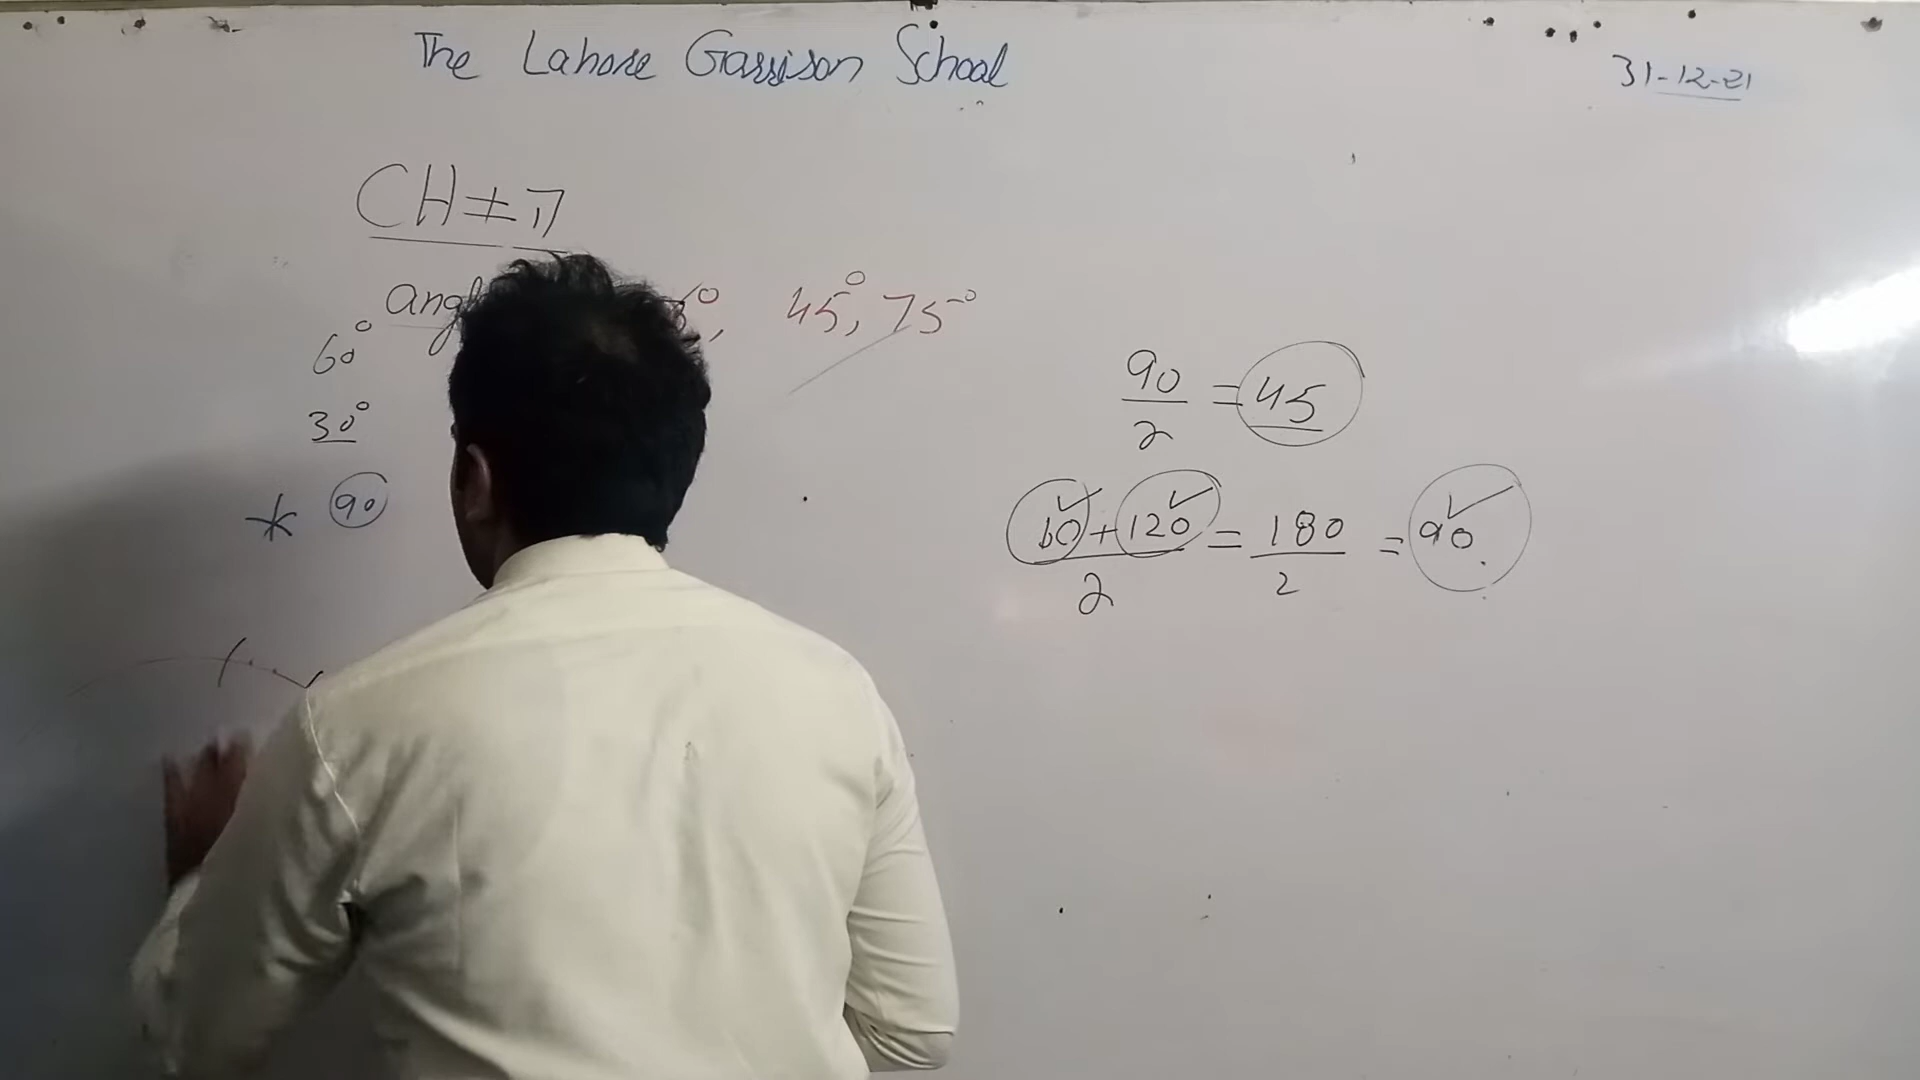 The Lahore Garrison School
31-12-21
CH # 7
45°, 75°
60°
30°
* 90
90/2 = 45
60+120/2 = 180/2 = 90